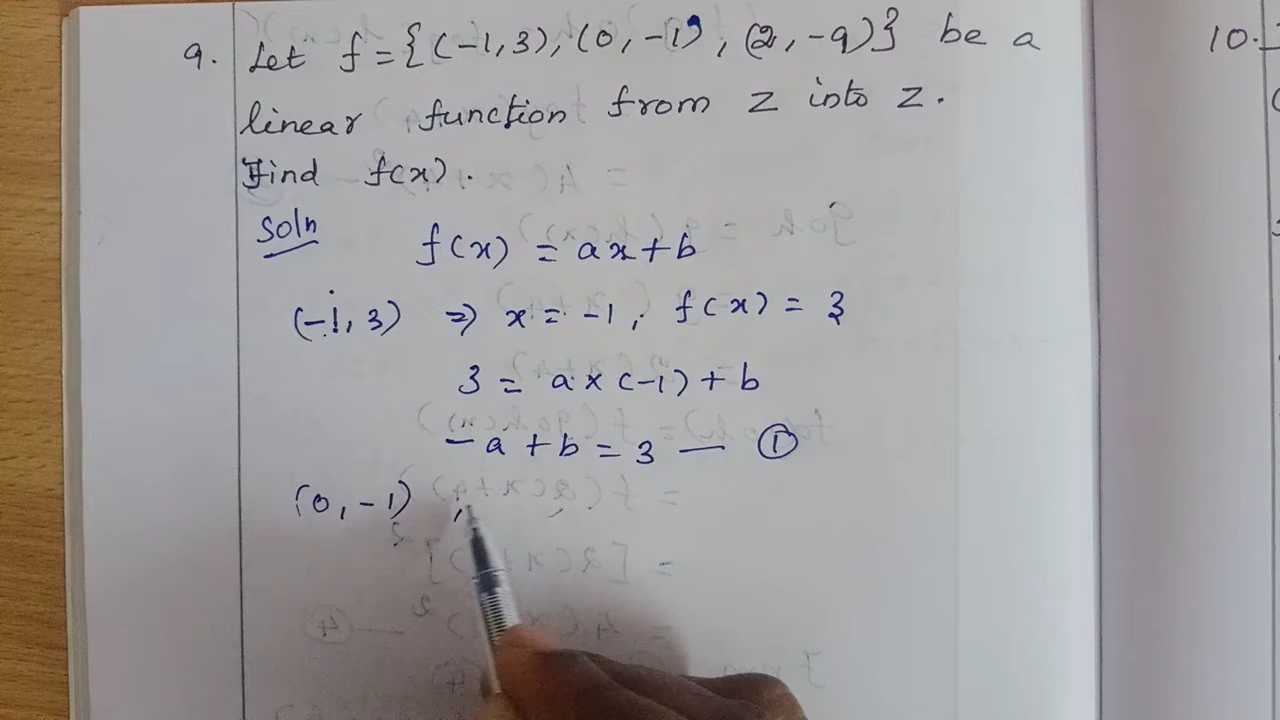 9. Let f = {(-1, 3), (0, -1), (2, -9)} be a
linear function from Z into Z.
Find f(x).
Soln
f(x) = ax + b
(-1, 3) ⇒ x = -1, f(x) = 3
3 = a × (-1) + b
-a + b = 3 — ①
(0, -1)
10.